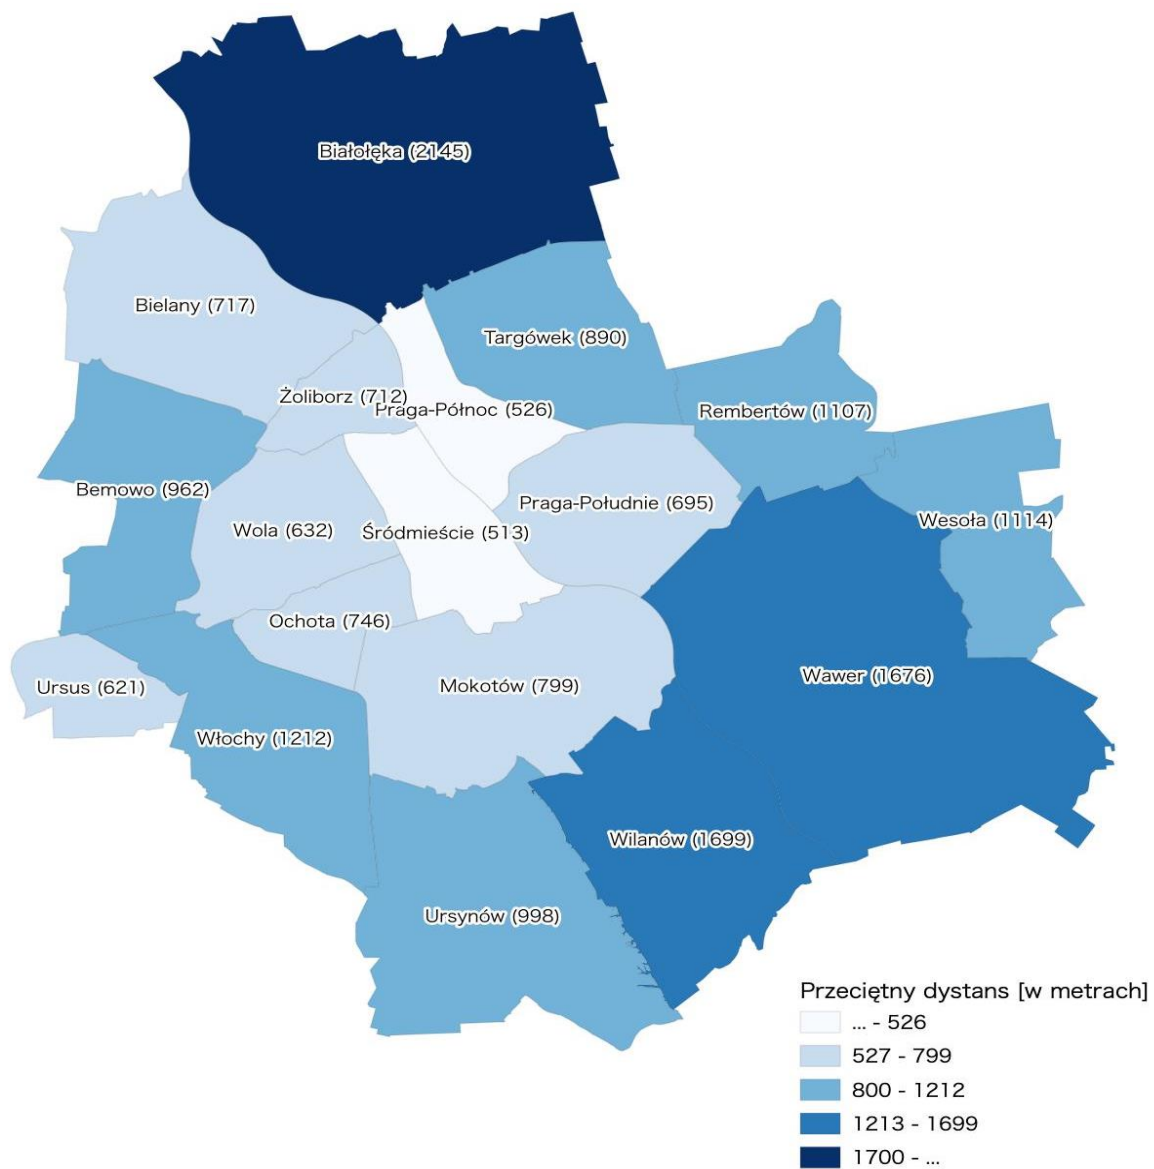 Białołęka (2145)
Bielany (717)
Targówek (890)
Żoliborz (712)
Praga-Północ (526)
Rembertów (1107)
Bemowo (962)
Praga-Południe (695)
Wola (632)
Śródmieście (513)
Wesoła (1114)
Ochota (746)
Ursus (621)
Mokotów (799)
Wawer (1676)
Włochy (1212)
Wilanów (1699)
Ursynów (998)
Przeciętny dystans [w metrach]
... - 526
527 - 799
800 - 1212
1213 - 1699
1700 - ...